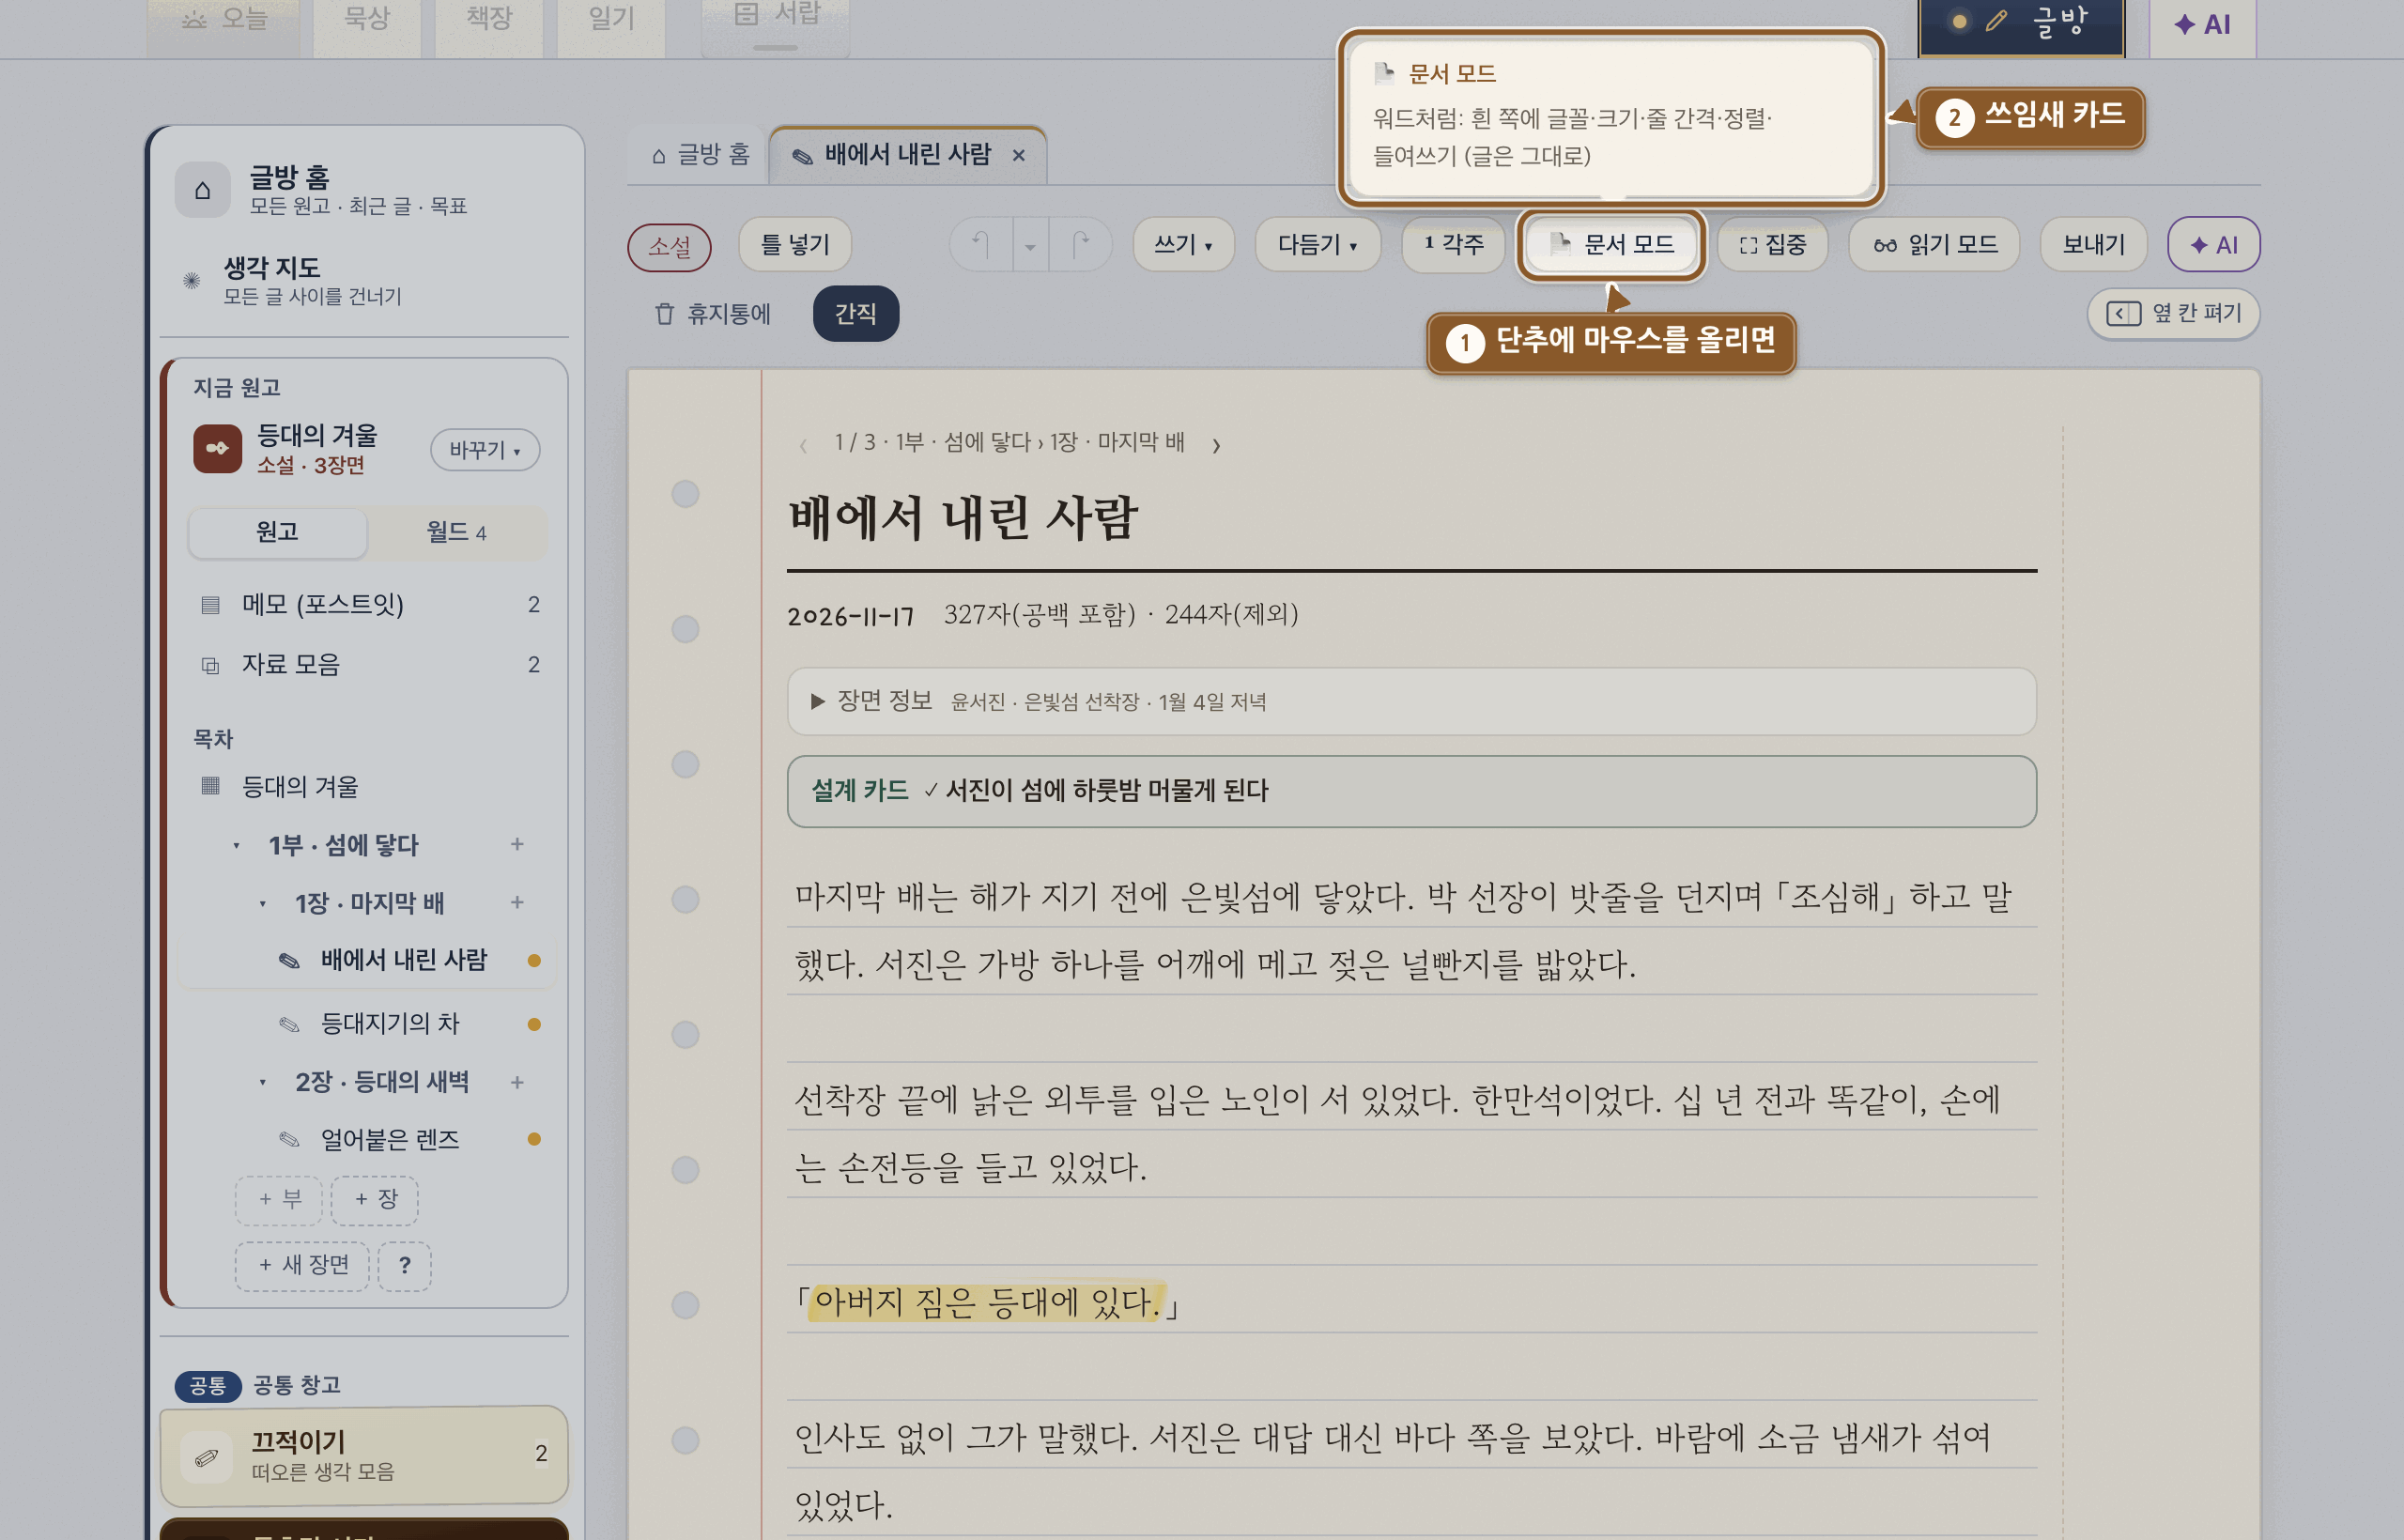 오늘
묵상
책장
일기
서랍
글방
AI
문서 모드
워드처럼: 흰 쪽에 글꼴·크기·줄 간격·정렬·
들여쓰기 (글은 그대로)
2 쓰임새 카드
글방 홈
모든 원고 · 최근 글 · 목표
생각 지도
모든 글 사이를 건너기
글방 홈
배에서 내린 사람 ×
소설
틀 넣기
쓰기 ▾
다듬기 ▾
1 각주
문서 모드
집중
읽기 모드
보내기
AI
휴지통에
간직
1 단추에 마우스를 올리면
옆 칸 펴기
지금 원고
등대의 겨울
소설 · 3장면
바꾸기 ▾
원고
월드 4
메모 (포스트잇) 2
자료 모음 2
목차
등대의 겨울
1부 · 섬에 닿다 +
1장 · 마지막 배 +
배에서 내린 사람
등대지기의 차
2장 · 등대의 새벽 +
얼어붙은 렌즈
+ 부
+ 장
+ 새 장면
?
공통 공통 창고
끄적이기 2
떠오른 생각 모음
‹ 1 / 3 · 1부 · 섬에 닿다 › 1장 · 마지막 배 ›
배에서 내린 사람
2026-11-17 327자(공백 포함) · 244자(제외)
▶ 장면 정보 윤서진 · 은빛섬 선착장 · 1월 4일 저녁
설계 카드 ✓ 서진이 섬에 하룻밤 머물게 된다
마지막 배는 해가 지기 전에 은빛섬에 닿았다. 박 선장이 밧줄을 던지며 「조심해」 하고 말
했다. 서진은 가방 하나를 어깨에 메고 젖은 널빤지를 밟았다.
선착장 끝에 낡은 외투를 입은 노인이 서 있었다. 한만석이었다. 십 년 전과 똑같이, 손에
는 손전등을 들고 있었다.
「아버지 짐은 등대에 있다.」
인사도 없이 그가 말했다. 서진은 대답 대신 바다 쪽을 보았다. 바람에 소금 냄새가 섞여
있었다.